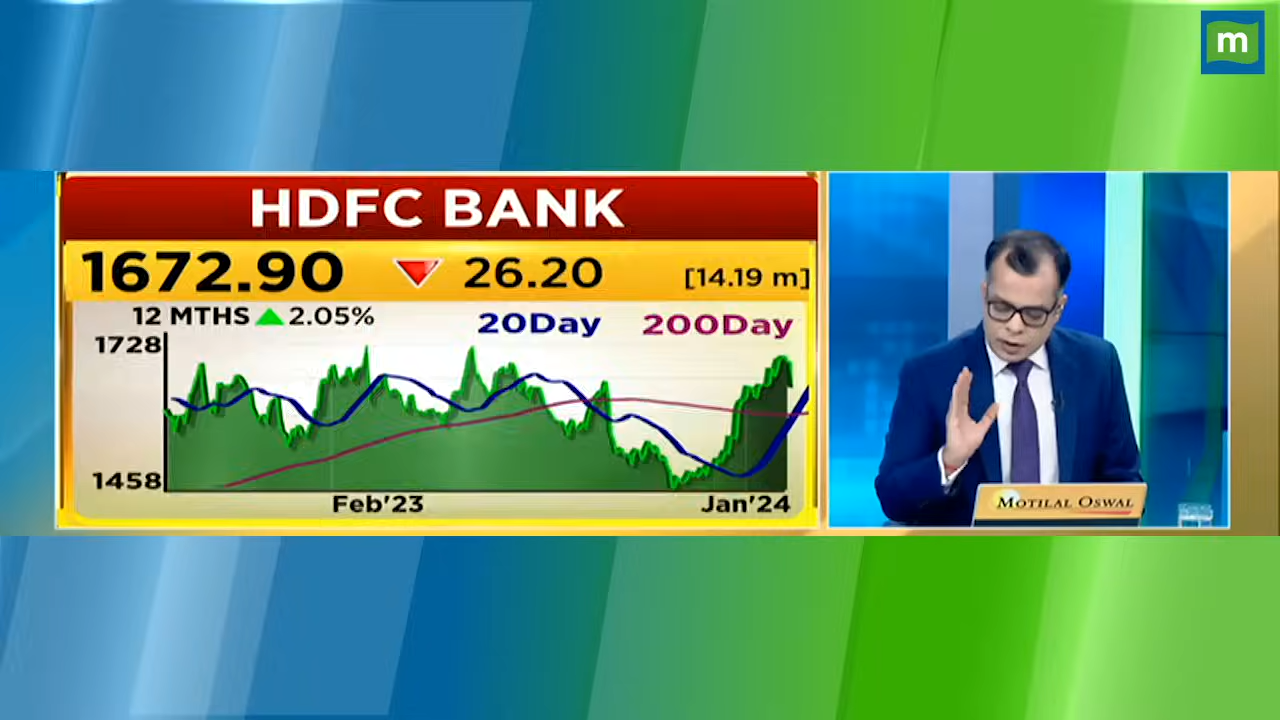 m
HDFC BANK
1672.90 ▼ 26.20 [14.19 m]
12 MTHS ▲ 2.05%
20Day 200Day
1728
1458
Feb'23 Jan'24
MOTILAL OSWAL